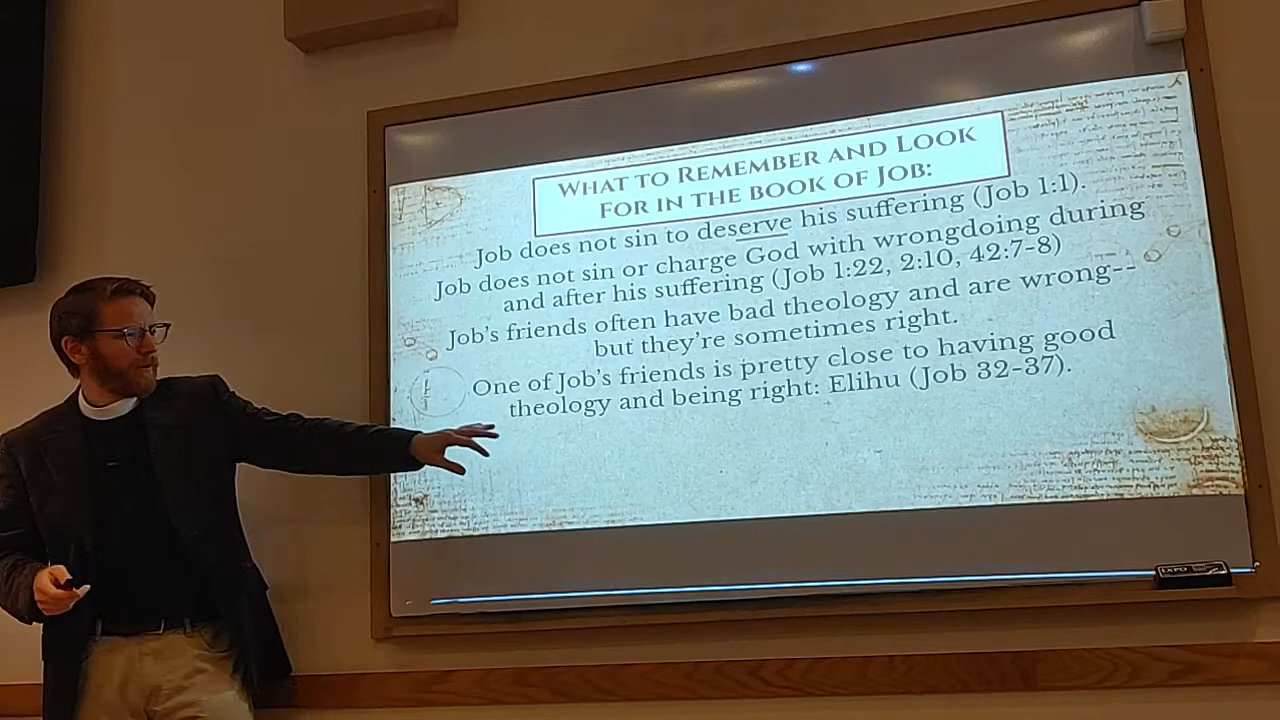 WHAT TO REMEMBER AND LOOK
FOR IN THE BOOK OF JOB:
Job does not sin to deserve his suffering (Job 1:1).
Job does not sin or charge God with wrongdoing during
and after his suffering (Job 1:22, 2:10, 42:7-8)
Job's friends often have bad theology and are wrong--
but they're sometimes right.
One of Job's friends is pretty close to having good
theology and being right: Elihu (Job 32-37).
EXPO